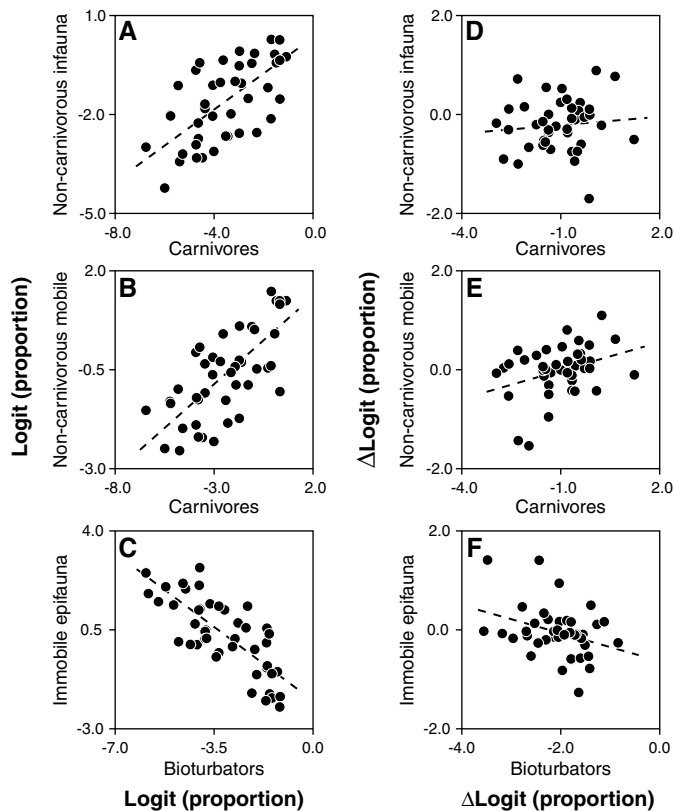 A
1.0
-2.0
-5.0
-8.0
-4.0
0.0
Non-carnivorous infauna
Carnivores
D
2.0
0.0
-2.0
-4.0
-1.0
2.0
Non-carnivorous infauna
Carnivores
B
2.0
-0.5
-3.0
-8.0
-3.0
2.0
Non-carnivorous mobile
Carnivores
E
2.0
0.0
-2.0
-4.0
-1.0
2.0
Non-carnivorous mobile
Carnivores
C
4.0
0.5
-3.0
-7.0
-3.5
0.0
Immobile epifauna
Bioturbators
F
2.0
0.0
-2.0
-4.0
-2.0
0.0
Immobile epifauna
Bioturbators
Logit (proportion)
ΔLogit (proportion)
Logit (proportion)
ΔLogit (proportion)